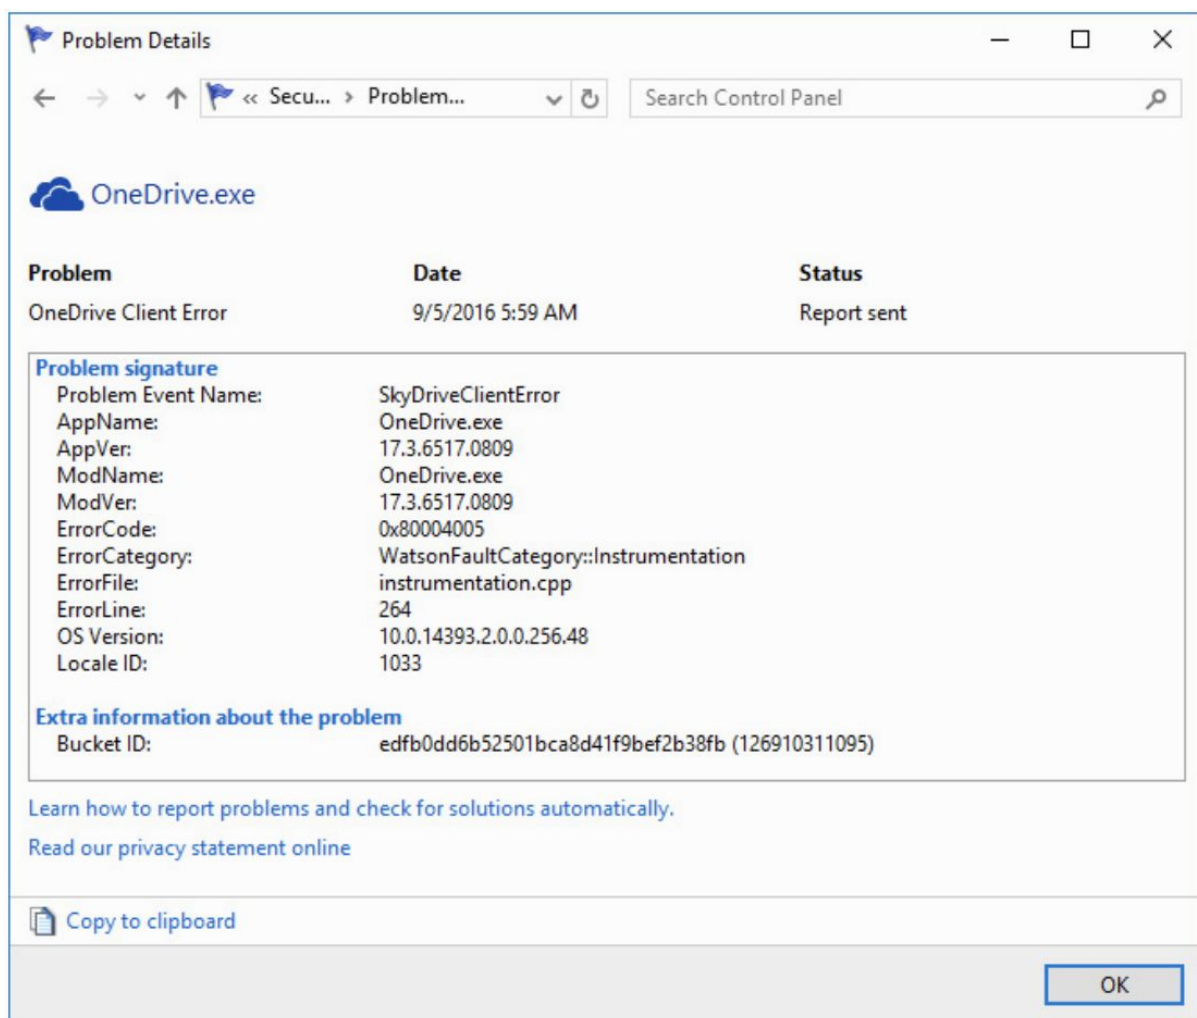 Problem Details
« Secu... > Problem...
Search Control Panel
OneDrive.exe
Problem Date Status
OneDrive Client Error 9/5/2016 5:59 AM Report sent
Problem signature
Problem Event Name: SkyDriveClientError
AppName: OneDrive.exe
AppVer: 17.3.6517.0809
ModName: OneDrive.exe
ModVer: 17.3.6517.0809
ErrorCode: 0x80004005
ErrorCategory: WatsonFaultCategory::Instrumentation
ErrorFile: instrumentation.cpp
ErrorLine: 264
OS Version: 10.0.14393.2.0.0.256.48
Locale ID: 1033
Extra information about the problem
Bucket ID: edfb0dd6b52501bca8d41f9bef2b38fb (126910311095)
Learn how to report problems and check for solutions automatically.
Read our privacy statement online
Copy to clipboard
OK